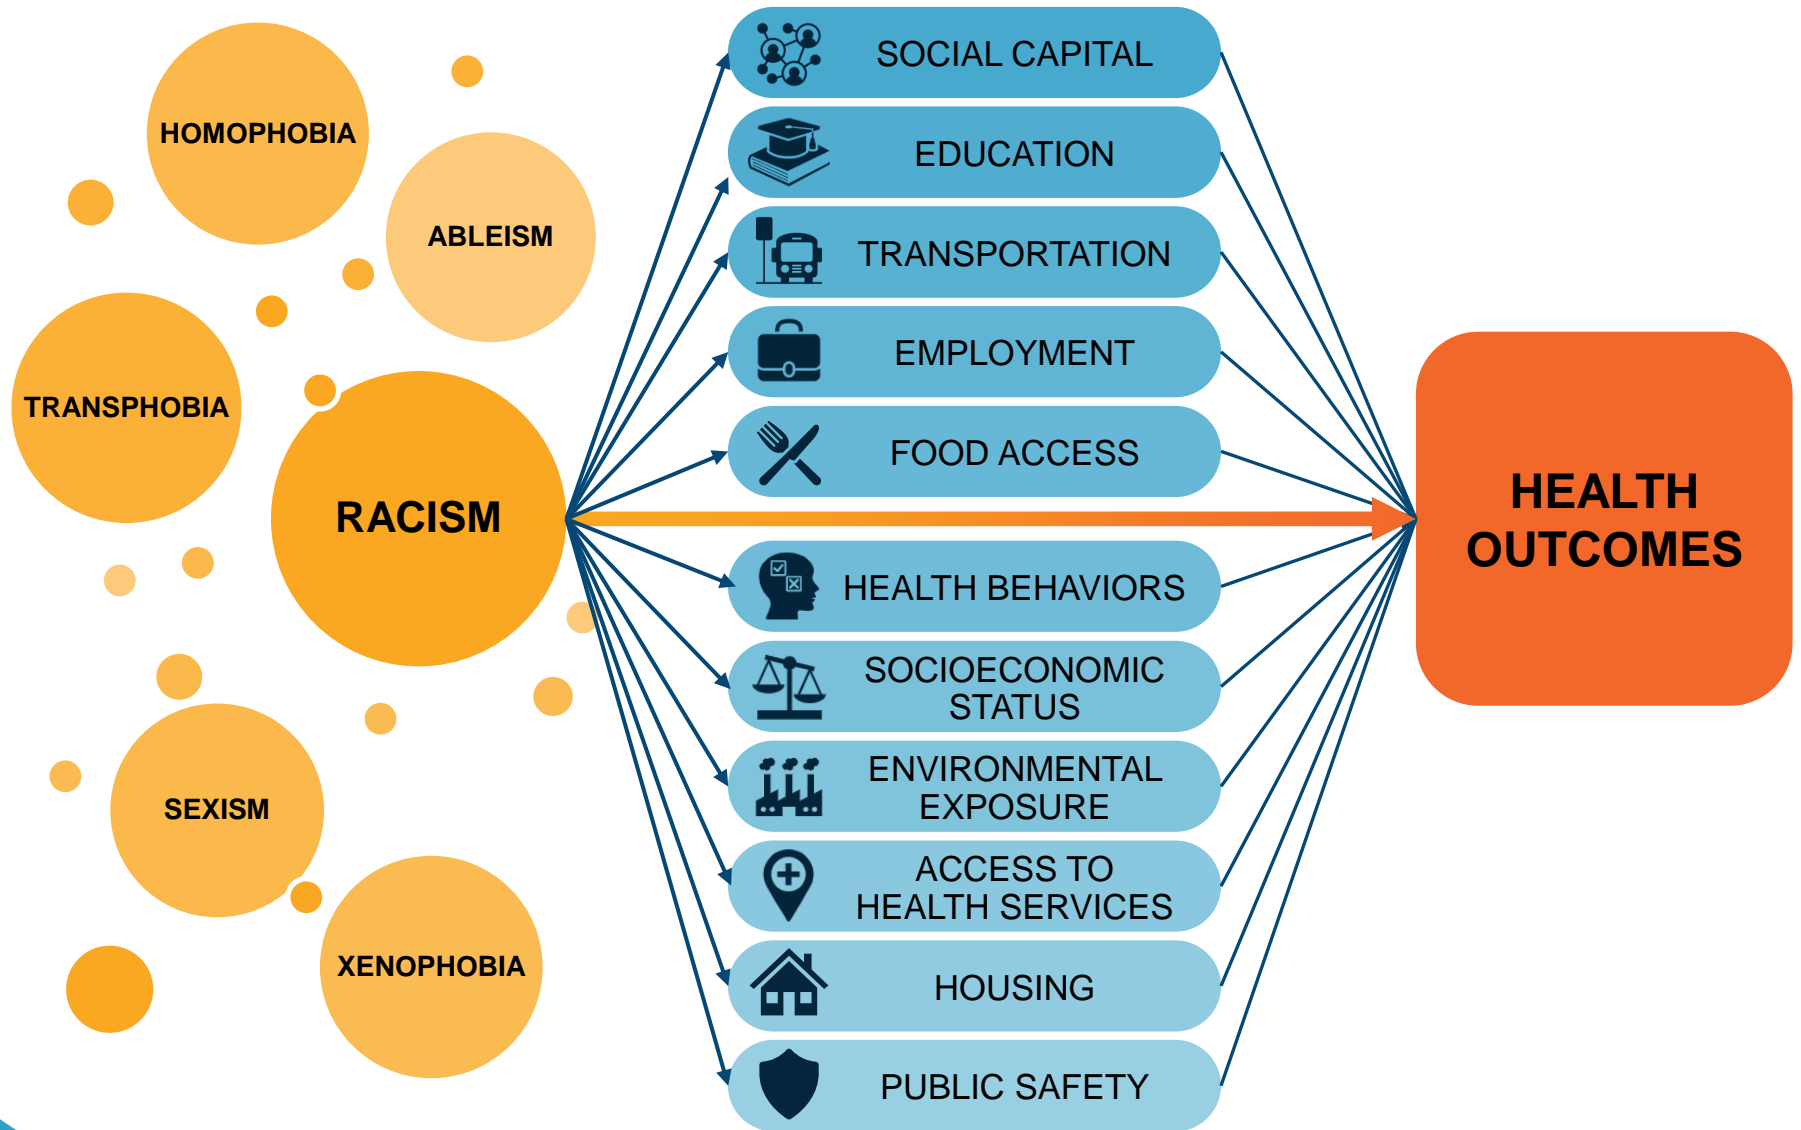 HOMOPHOBIA
ABLEISM
TRANSPHOBIA
RACISM
SEXISM
XENOPHOBIA
SOCIAL CAPITAL
EDUCATION
TRANSPORTATION
EMPLOYMENT
FOOD ACCESS
HEALTH BEHAVIORS
SOCIOECONOMIC
STATUS
ENVIRONMENTAL
EXPOSURE
ACCESS TO
HEALTH SERVICES
HOUSING
PUBLIC SAFETY
HEALTH
OUTCOMES